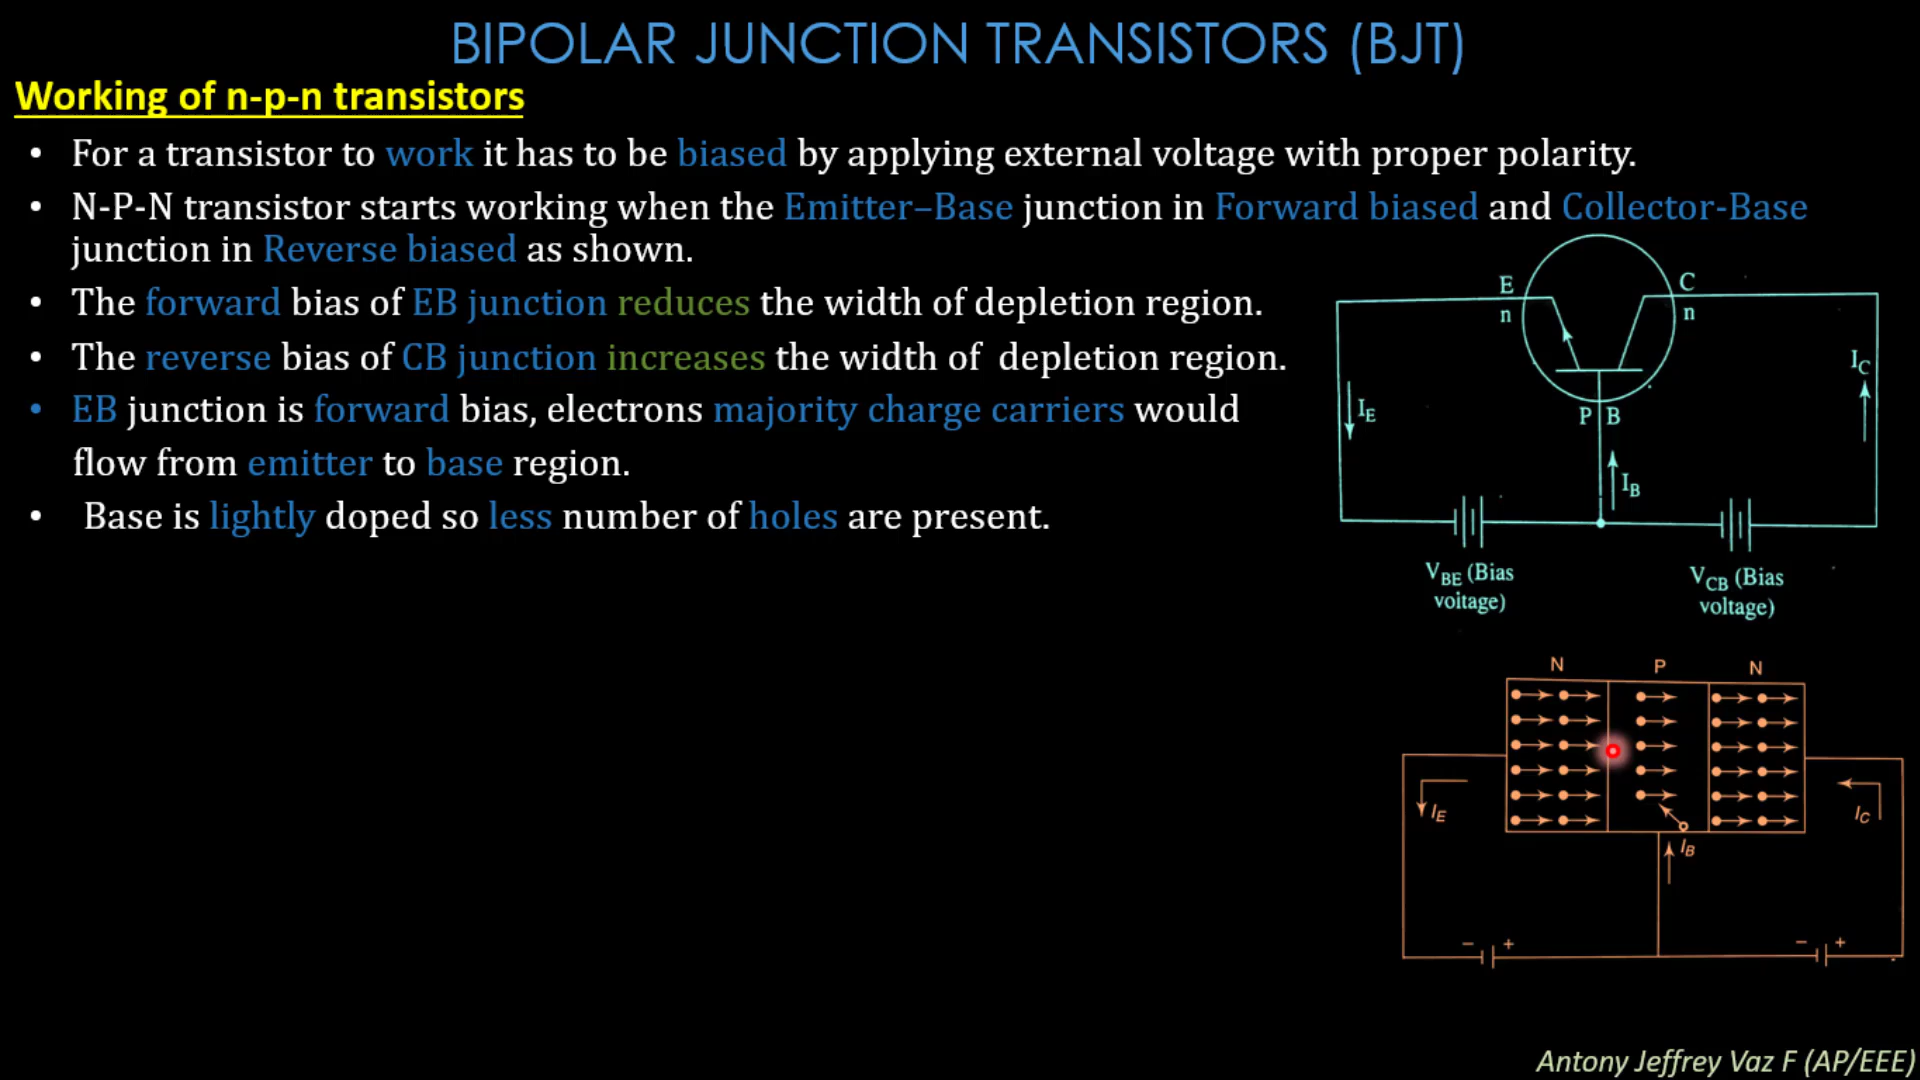 BIPOLAR JUNCTION TRANSISTORS (BJT)
Working of n-p-n transistors
• For a transistor to work it has to be biased by applying external voltage with proper polarity.
• N-P-N transistor starts working when the Emitter–Base junction in Forward biased and Collector-Base
junction in Reverse biased as shown.
• The forward bias of EB junction reduces the width of depletion region.
• The reverse bias of CB junction increases the width of  depletion region.
• EB junction is forward bias, electrons majority charge carriers would
flow from emitter to base region.
• Base is lightly doped so less number of holes are present.
E
C
n
n
IC
IE
P B
IB
VBE (Bias
voitage)
VCB (Bias
voltage)
N P N
IE
IC
IB
− +
− +
Antony Jeffrey Vaz F (AP/EEE)